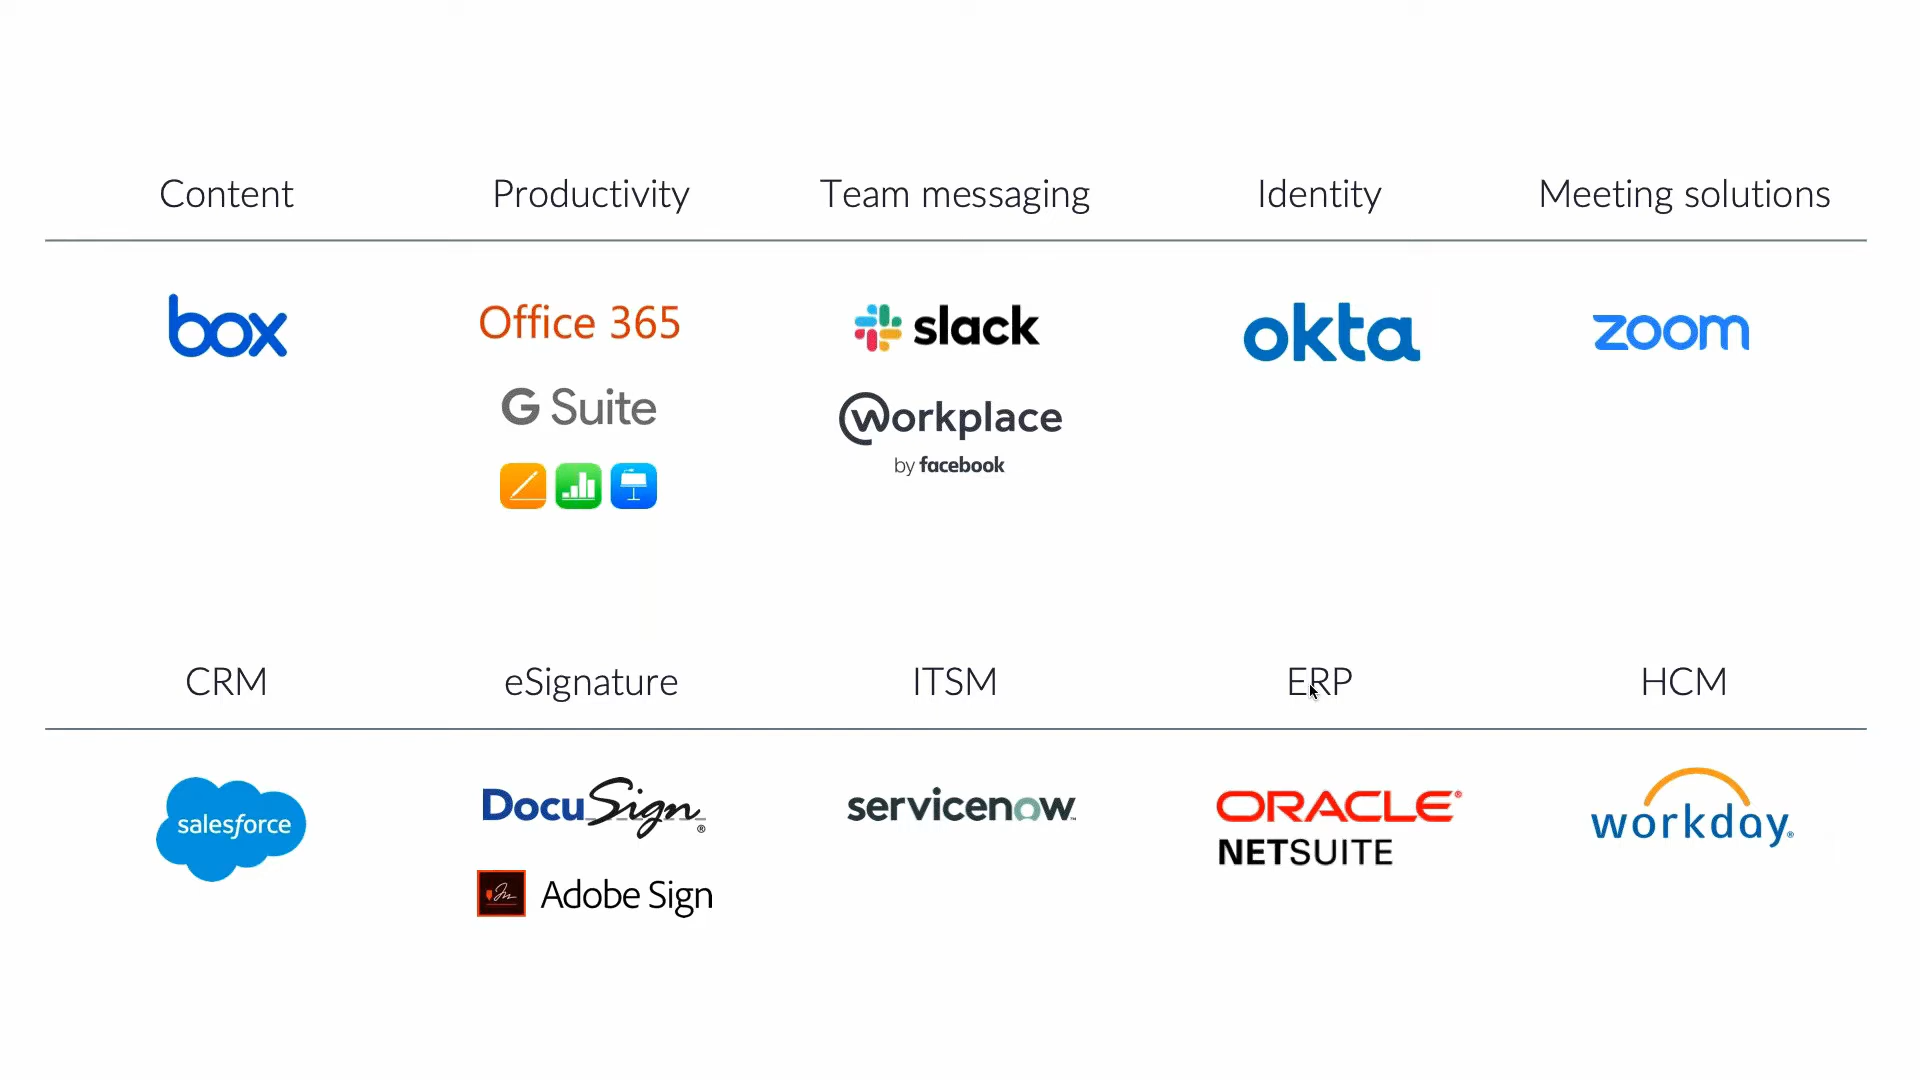 Content Productivity Team messaging Identity Meeting solutions
box Office 365 slack okta zoom
G Suite workplace
by facebook
CRM eSignature ITSM ERP HCM
salesforce DocuSign® servicenow™ ORACLE® workday®
NETSUITE
Adobe Sign